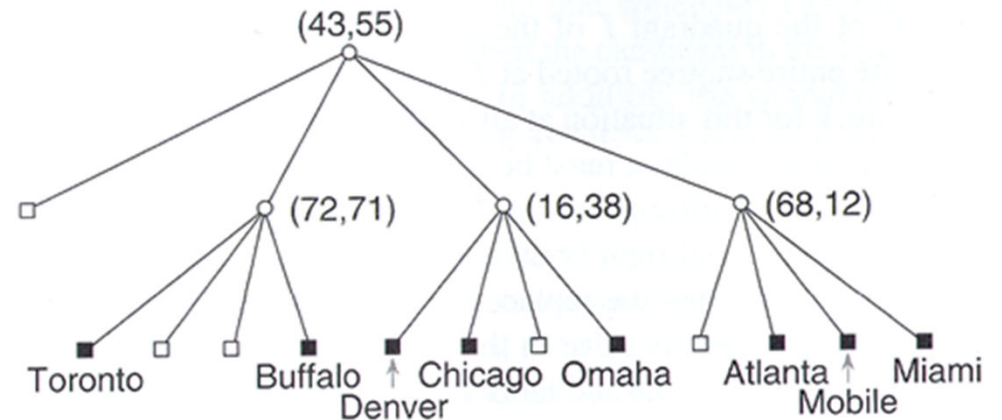 (43,55)
(72,71)
(16,38)
(68,12)
Toronto
Buffalo
Chicago
Omaha
Atlanta
Miami
Denver
Mobile